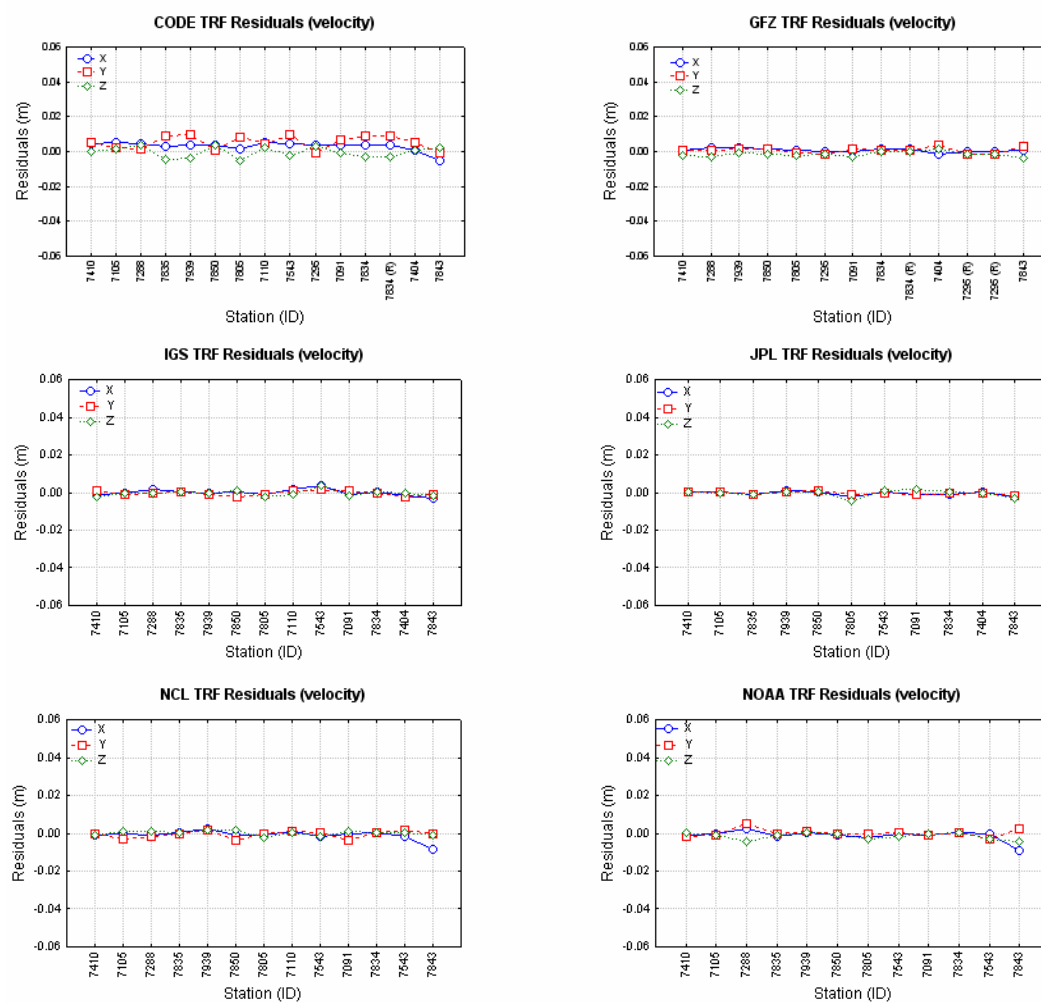 CODE TRF Residuals (velocity)
Residuals (m)
0.06
0.04
0.02
0.00
-0.02
-0.04
-0.06
X
Y
Z
7410
7105
7288
7835
7939
7850
7805
7110
7543
7295
7091
7834
7834 (R)
7404
7843
Station (ID)
GFZ TRF Residuals (velocity)
Residuals (m)
0.06
0.04
0.02
0.00
-0.02
-0.04
-0.06
X
Y
Z
7410
7288
7939
7850
7805
7295
7091
7834
7834 (R)
7404
7295 (R)
7295 (R)
7843
Station (ID)
IGS TRF Residuals (velocity)
Residuals (m)
0.06
0.04
0.02
0.00
-0.02
-0.04
-0.06
X
Y
Z
7410
7105
7288
7835
7939
7850
7805
7110
7543
7091
7834
7404
7843
Station (ID)
JPL TRF Residuals (velocity)
Residuals (m)
0.06
0.04
0.02
0.00
-0.02
-0.04
-0.06
X
Y
Z
7410
7105
7835
7939
7850
7805
7543
7091
7834
7404
7843
Station (ID)
NCL TRF Residuals (velocity)
Residuals (m)
0.06
0.04
0.02
0.00
-0.02
-0.04
-0.06
X
Y
Z
7410
7105
7288
7835
7939
7850
7805
7110
7543
7091
7834
7543
7843
Station (ID)
NOAA TRF Residuals (velocity)
Residuals (m)
0.06
0.04
0.02
0.00
-0.02
-0.04
-0.06
X
Y
Z
7410
7105
7288
7835
7939
7850
7805
7543
7091
7834
7543
7843
Station (ID)